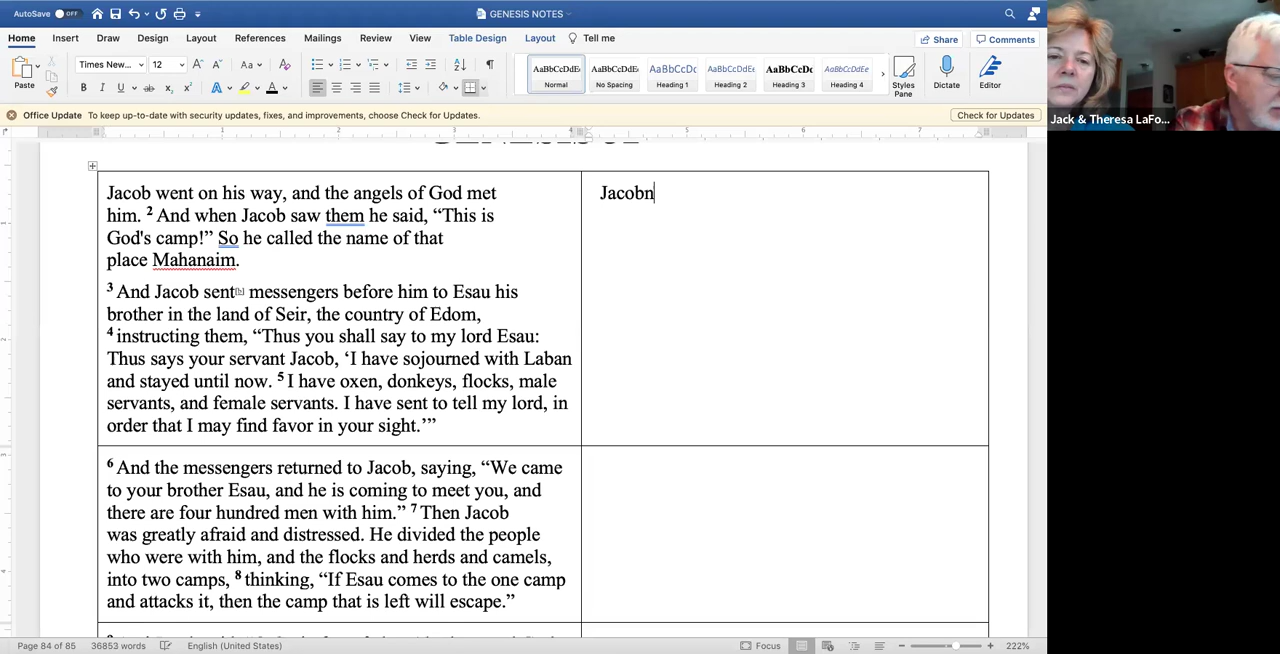 AutoSave OFF GENESIS NOTES
Home Insert Draw Design Layout References Mailings Review View Table Design Layout Tell me Share Comments
Times New... 12
Paste
AaBbCcDdEe AaBbCcDdEe AaBbCcDc AaBbCcDdEe AaBbCcDc AaBbCcDdEe
Normal No Spacing Heading 1 Heading 2 Heading 3 Heading 4 Styles Pane Dictate Editor
Office Update To keep up-to-date with security updates, fixes, and improvements, choose Check for Updates. Check for Updates
Jack & Theresa LaFo...
Jacob went on his way, and the angels of God met
him. 2 And when Jacob saw them he said, “This is
God's camp!” So he called the name of that
place Mahanaim.
3 And Jacob sent[b] messengers before him to Esau his
brother in the land of Seir, the country of Edom,
4 instructing them, “Thus you shall say to my lord Esau:
Thus says your servant Jacob, ‘I have sojourned with Laban
and stayed until now. 5 I have oxen, donkeys, flocks, male
servants, and female servants. I have sent to tell my lord, in
order that I may find favor in your sight.’”
Jacobn
6 And the messengers returned to Jacob, saying, “We came
to your brother Esau, and he is coming to meet you, and
there are four hundred men with him.” 7 Then Jacob
was greatly afraid and distressed. He divided the people
who were with him, and the flocks and herds and camels,
into two camps, 8 thinking, “If Esau comes to the one camp
and attacks it, then the camp that is left will escape.”
Page 84 of 85 36853 words English (United States) Focus 222%